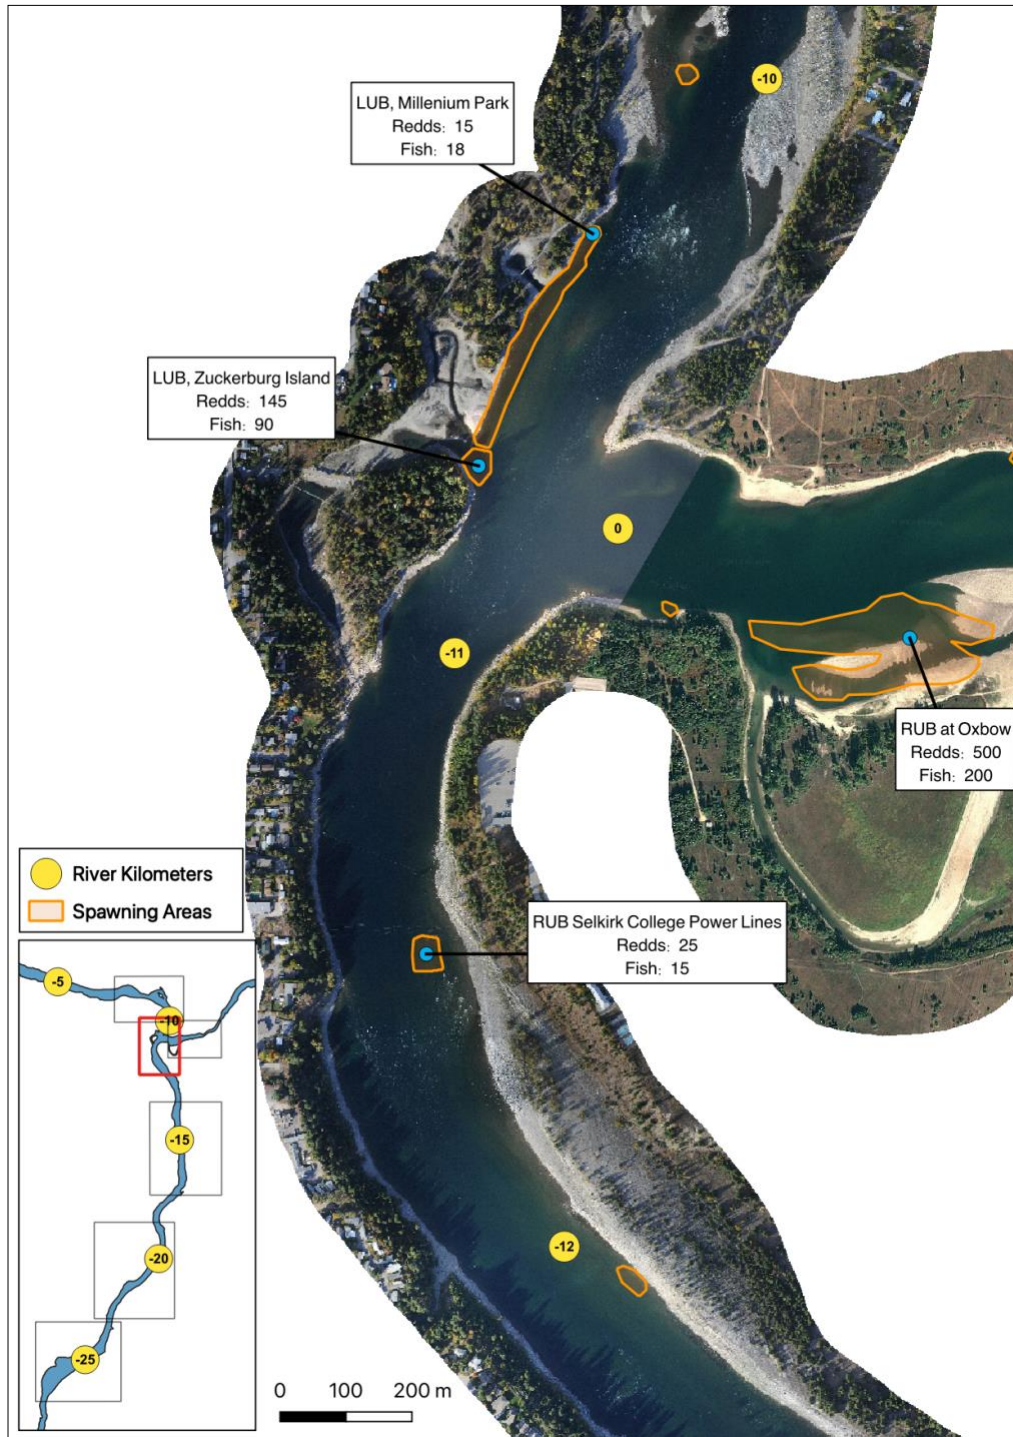 -10
LUB, Millenium Park
Redds: 15
Fish: 18
LUB, Zuckerburg Island
Redds: 145
Fish: 90
0
-11
RUB at Oxbow
Redds: 500
Fish: 200
River Kilometers
Spawning Areas
RUB Selkirk College Power Lines
Redds: 25
Fish: 15
-5
-10
-15
-20
-25
-12
0 100 200 m